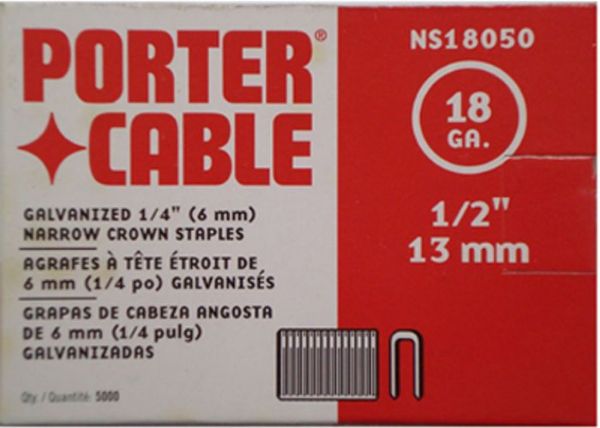 PORTER®
CABLE
GALVANIZED 1/4" (6 mm)
NARROW CROWN STAPLES
AGRAFES À TÊTE ÉTROIT DE
6 mm (1/4 po) GALVANISÉS
GRAPAS DE CABEZA ANGOSTA
DE 6 mm (1/4 pulg)
GALVANIZADAS
Qty. / Quantité: 5000
NS18050
18
GA.
1/2"
13 mm